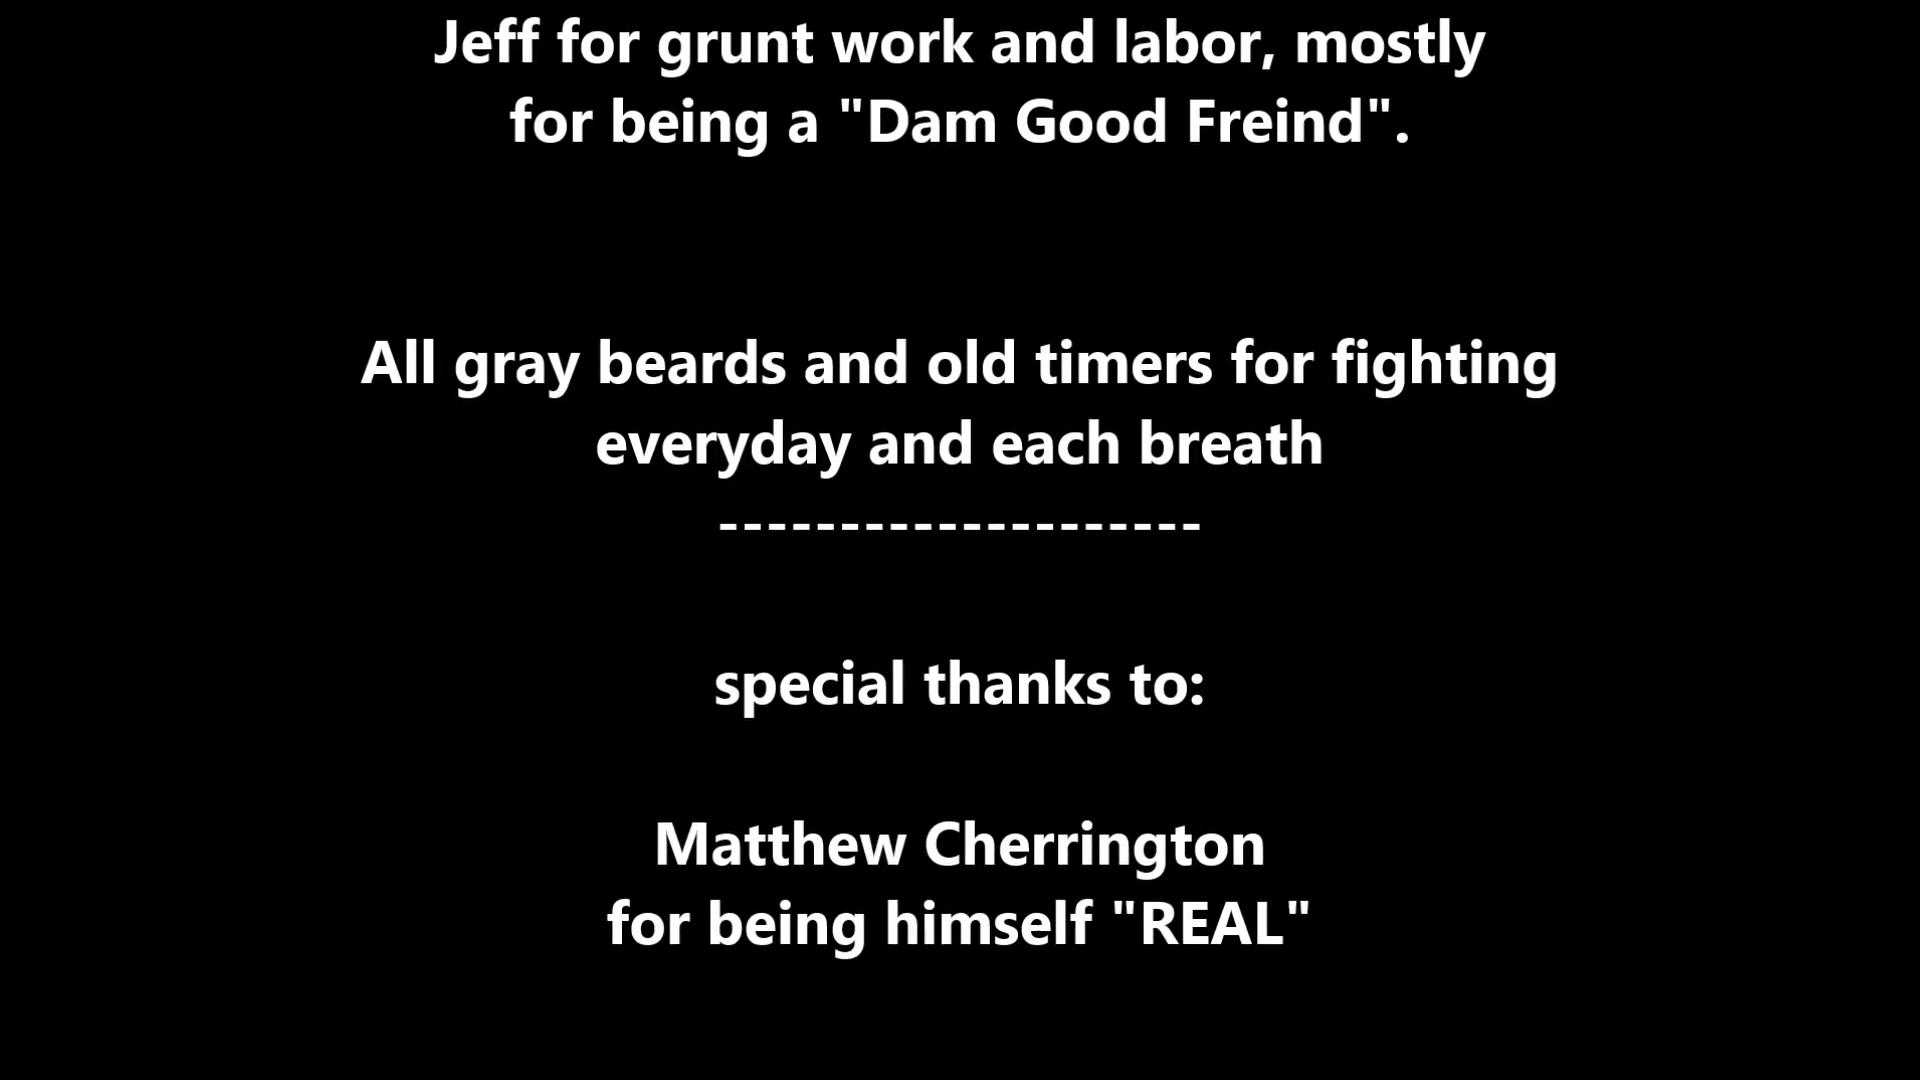 Jeff for grunt work and labor, mostly
for being a "Dam Good Freind".
All gray beards and old timers for fighting
everyday and each breath
--------------------
special thanks to:
Matthew Cherrington
for being himself "REAL"